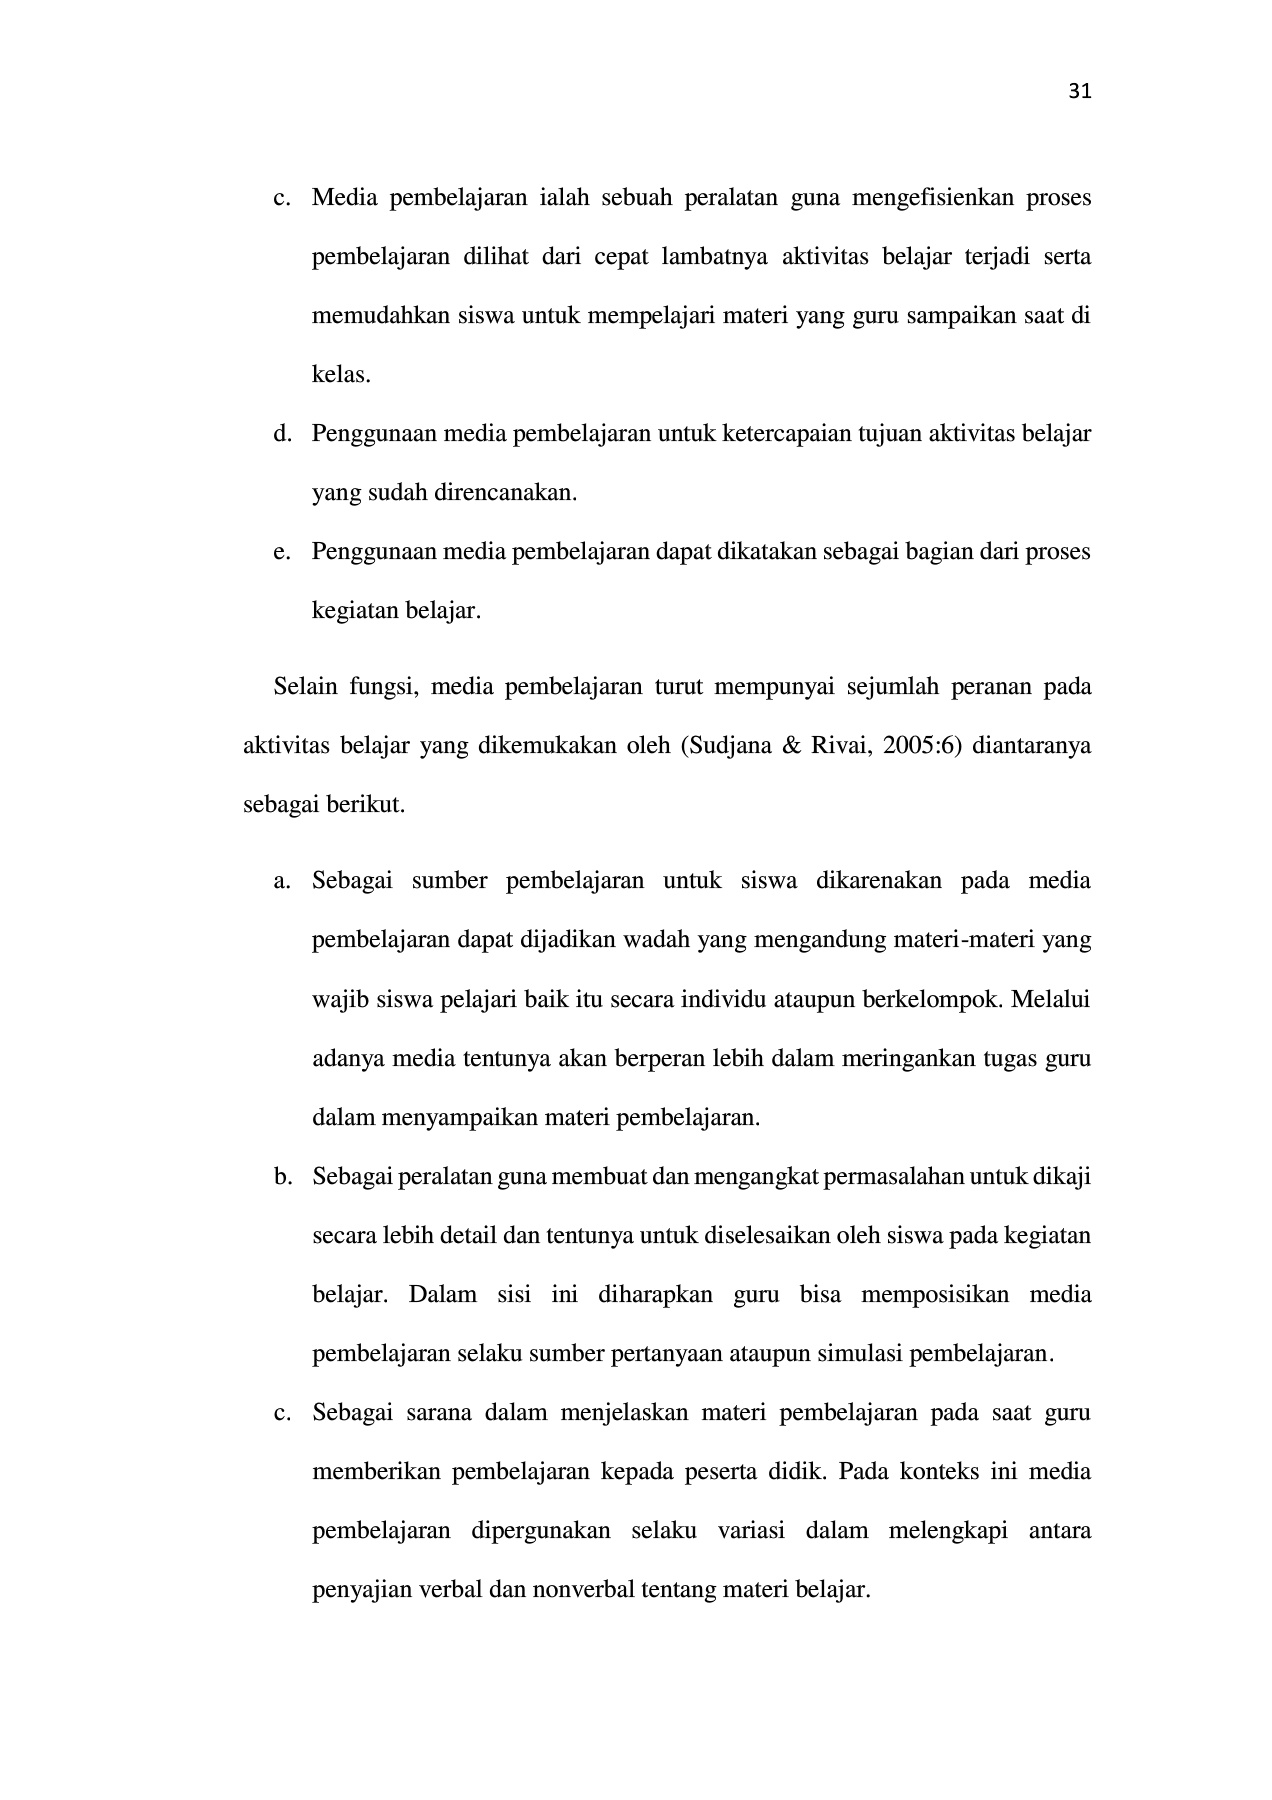 31
c. Media pembelajaran ialah sebuah peralatan guna mengefisienkan proses
pembelajaran dilihat dari cepat lambatnya aktivitas belajar terjadi serta
memudahkan siswa untuk mempelajari materi yang guru sampaikan saat di
kelas.
d. Penggunaan media pembelajaran untuk ketercapaian tujuan aktivitas belajar
yang sudah direncanakan.
e. Penggunaan media pembelajaran dapat dikatakan sebagai bagian dari proses
kegiatan belajar.
Selain fungsi, media pembelajaran turut mempunyai sejumlah peranan pada
aktivitas belajar yang dikemukakan oleh (Sudjana & Rivai, 2005:6) diantaranya
sebagai berikut.
a. Sebagai sumber pembelajaran untuk siswa dikarenakan pada media
pembelajaran dapat dijadikan wadah yang mengandung materi-materi yang
wajib siswa pelajari baik itu secara individu ataupun berkelompok. Melalui
adanya media tentunya akan berperan lebih dalam meringankan tugas guru
dalam menyampaikan materi pembelajaran.
b. Sebagai peralatan guna membuat dan mengangkat permasalahan untuk dikaji
secara lebih detail dan tentunya untuk diselesaikan oleh siswa pada kegiatan
belajar. Dalam sisi ini diharapkan guru bisa memposisikan media
pembelajaran selaku sumber pertanyaan ataupun simulasi pembelajaran.
c. Sebagai sarana dalam menjelaskan materi pembelajaran pada saat guru
memberikan pembelajaran kepada peserta didik. Pada konteks ini media
pembelajaran dipergunakan selaku variasi dalam melengkapi antara
penyajian verbal dan nonverbal tentang materi belajar.